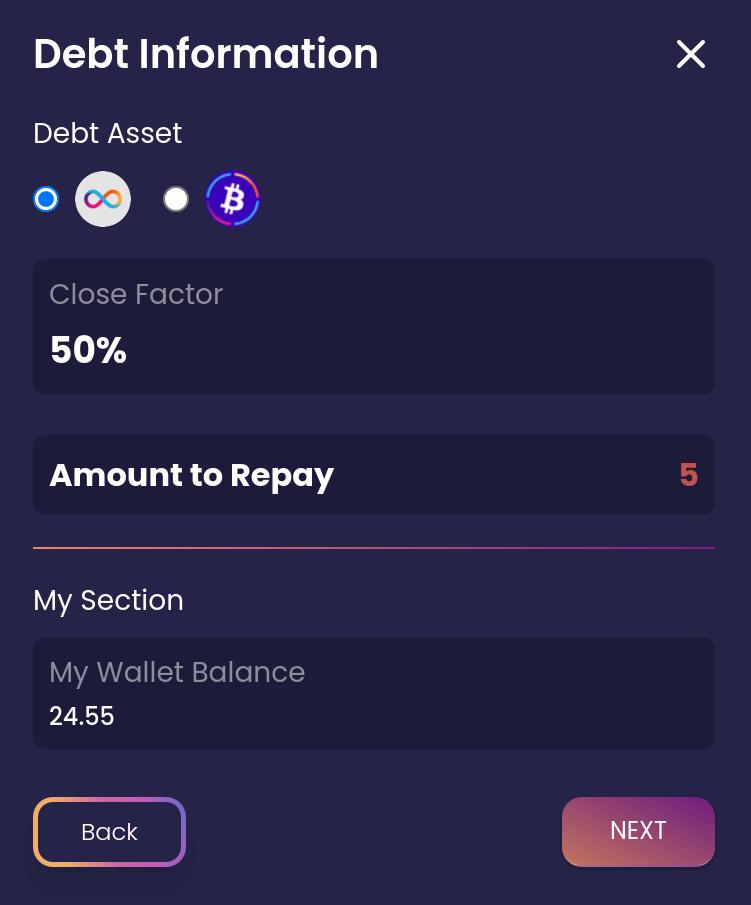 Debt Information
Debt Asset
Close Factor
50%
Amount to Repay 5
My Section
My Wallet Balance
24.55
Back NEXT